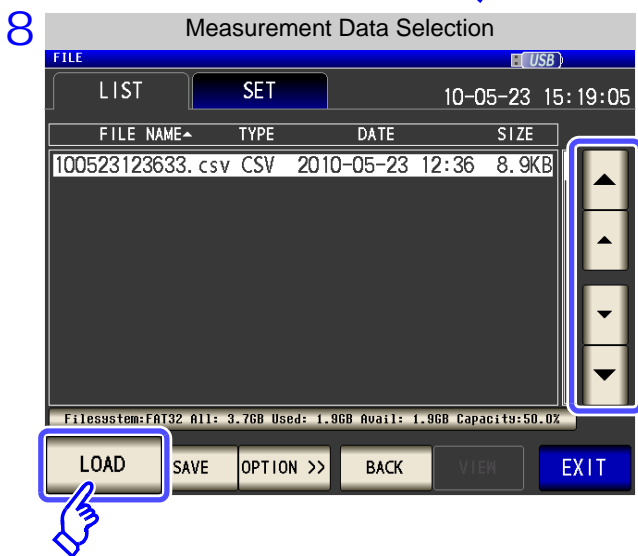 8
Measurement Data Selection
FILE USB
LIST SET 10-05-23 15:19:05
FILE NAME TYPE DATE SIZE
100523123633.csv CSV 2010-05-23 12:36 8.9KB
Filesystem:FAT32 All: 3.7GB Used: 1.9GB Avail: 1.9GB Capacity:50.0%
LOAD SAVE OPTION >> BACK VIEW EXIT